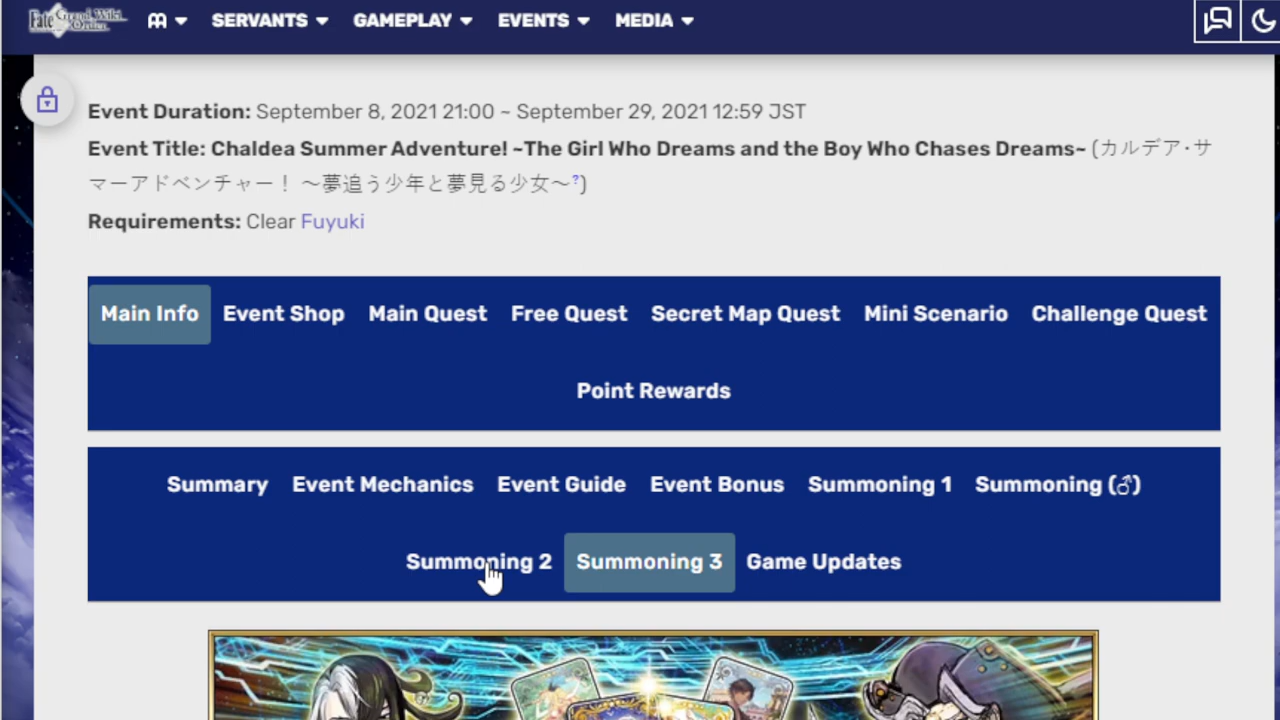 Fate Grand Order Wiki
SERVANTS GAMEPLAY EVENTS MEDIA
Event Duration: September 8, 2021 21:00 ~ September 29, 2021 12:59 JST
Event Title: Chaldea Summer Adventure! ~The Girl Who Dreams and the Boy Who Chases Dreams~ (カルデア·サ
マーアドベンチャー！ ～夢追う少年と夢見る少女～?)
Requirements: Clear Fuyuki
Main Info Event Shop Main Quest Free Quest Secret Map Quest Mini Scenario Challenge Quest
Point Rewards
Summary Event Mechanics Event Guide Event Bonus Summoning 1 Summoning (♂)
Summoning 2 Summoning 3 Game Updates